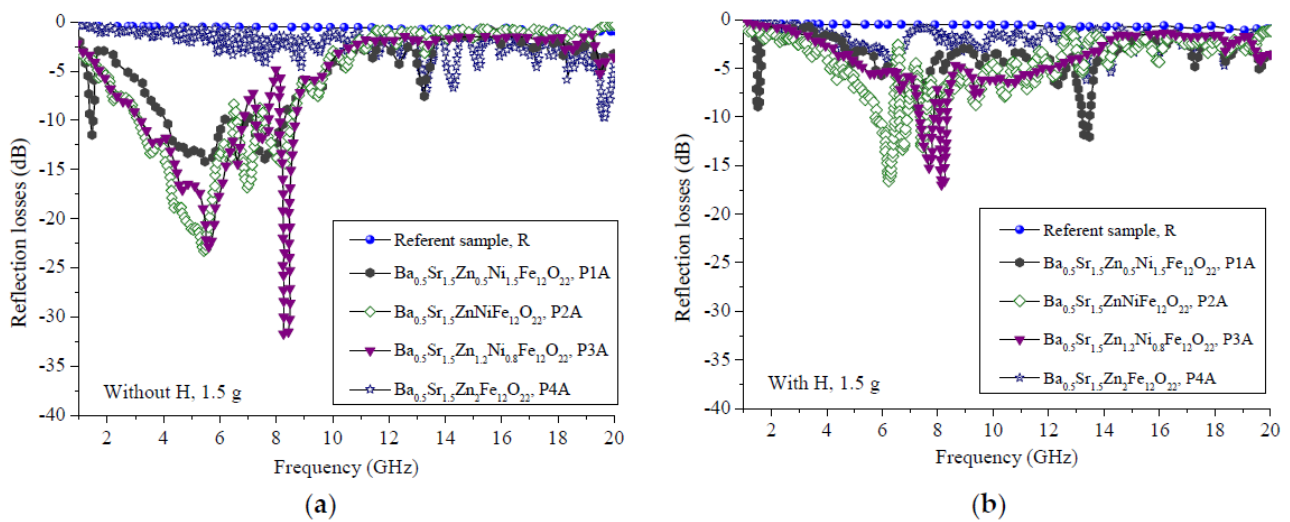 0
-5
-10
-15
-20
-25
-30
-35
-40
Reflection losses (dB)
Referent sample, R
Ba0.5Sr1.5Zn0.5Ni1.5Fe12O22, P1A
Ba0.5Sr1.5ZnNiFe12O22, P2A
Ba0.5Sr1.5Zn1.2Ni0.8Fe12O22, P3A
Ba0.5Sr1.5Zn2Fe12O22, P4A
Without H, 1.5 g
2 4 6 8 10 12 14 16 18 20
Frequency (GHz)
(a)
0
-5
-10
-15
-20
-25
-30
-35
-40
Reflection losses (dB)
Referent sample, R
Ba0.5Sr1.5Zn0.5Ni1.5Fe12O22, P1A
Ba0.5Sr1.5ZnNiFe12O22, P2A
Ba0.5Sr1.5Zn1.2Ni0.8Fe12O22, P3A
Ba0.5Sr1.5Zn2Fe12O22, P4A
With H, 1.5 g
2 4 6 8 10 12 14 16 18 20
Frequency (GHz)
(b)